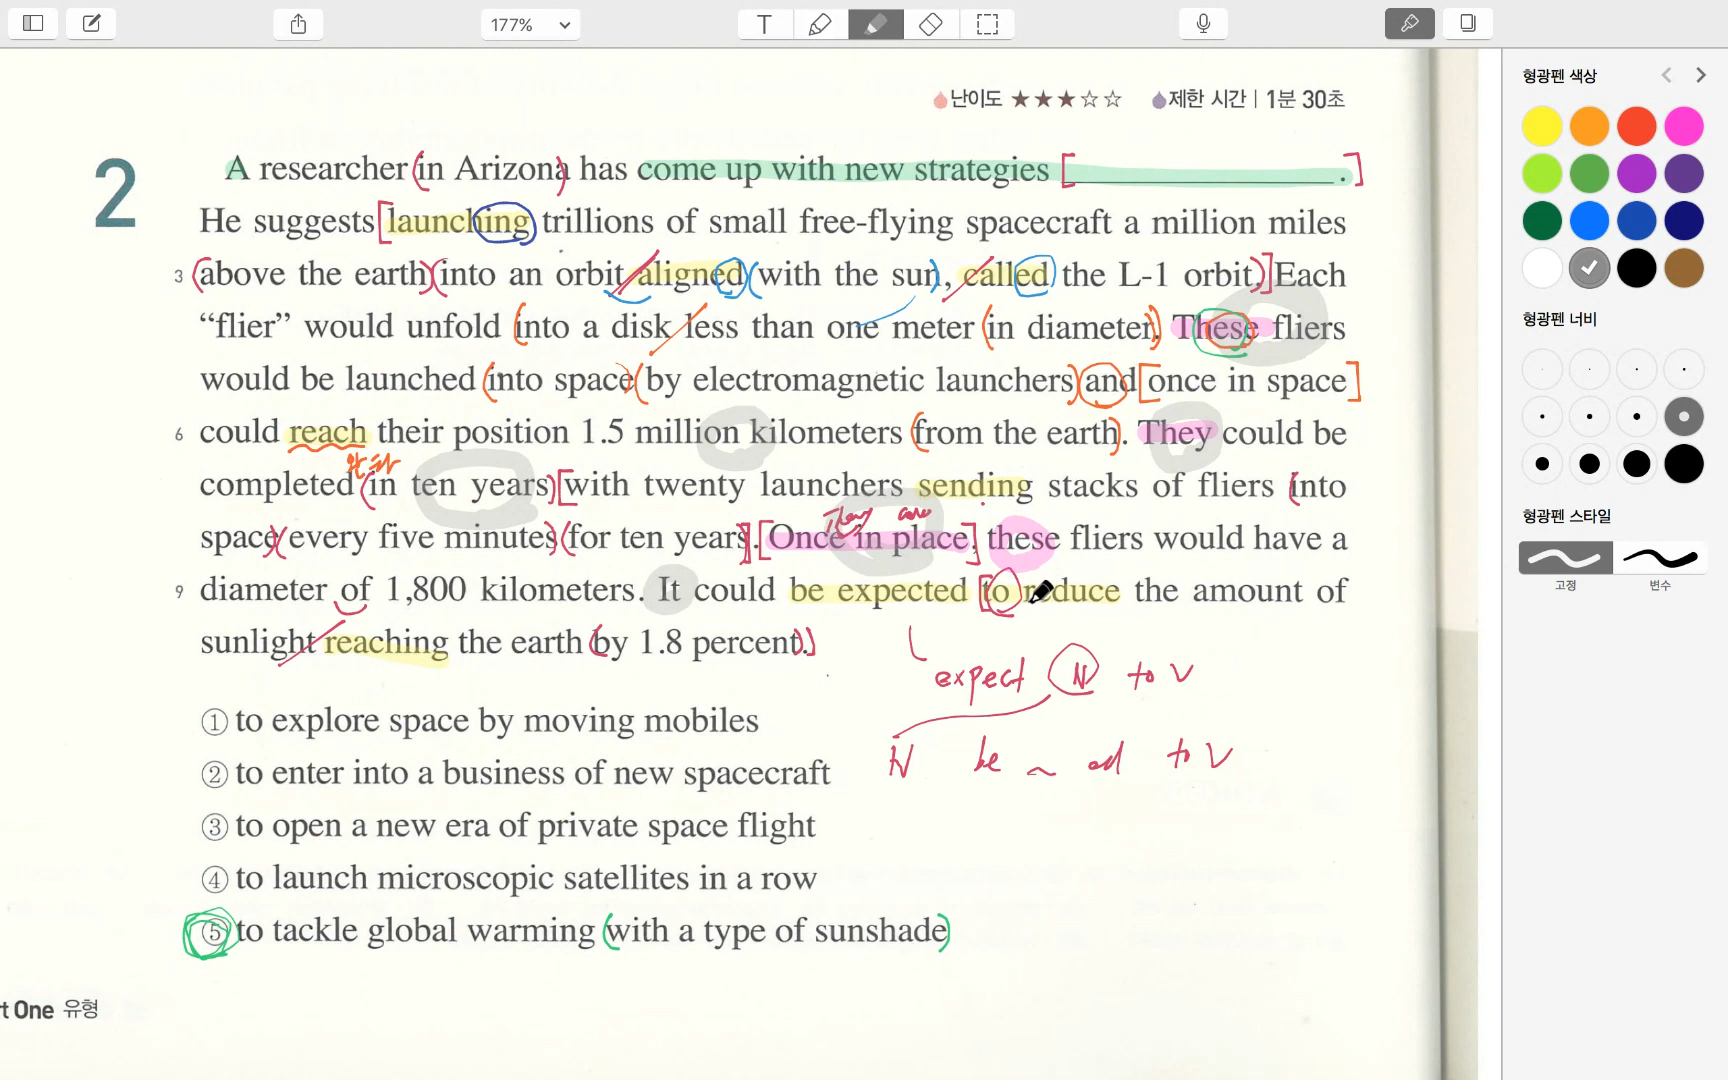 177%
T
난이도 ★★★☆☆ 제한 시간 | 1분 30초
형광펜 색상
2
A researcher (in Arizona) has come up with new strategies [____________.]
He suggests [launching trillions of small free-flying spacecraft a million miles
3 (above the earth)(into an orbit aligned (with the sun), called the L-1 orbit.)] Each
“flier” would unfold (into a disk less than one meter (in diameter). These fliers
would be launched (into space)(by electromagnetic launchers) and [once in space]
6 could reach their position 1.5 million kilometers (from the earth). They could be
완료
completed (in ten years) [with twenty launchers sending stacks of fliers (into
They are
space)(every five minutes)(for ten years)]. [Once in place,] these fliers would have a
9 diameter of 1,800 kilometers. It could be expected [to reduce the amount of
sunlight reaching the earth (by 1.8 percent.)]
expect N to V
N be ~ ed to V
① to explore space by moving mobiles
② to enter into a business of new spacecraft
③ to open a new era of private space flight
④ to launch microscopic satellites in a row
⑤ to tackle global warming (with a type of sunshade)
rt One 유형
형광펜 너비
형광펜 스타일
고정 변수